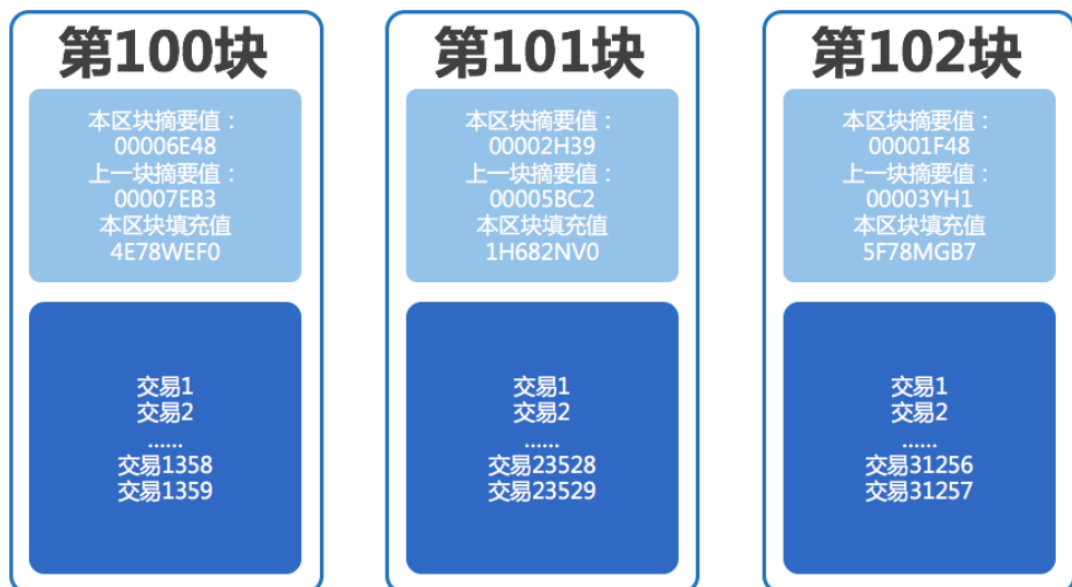 第100块
本区块摘要值：
00006E48
上一块摘要值：
00007EB3
本区块填充值
4E78WEF0
交易1
交易2
......
交易1358
交易1359
第101块
本区块摘要值：
00002H39
上一块摘要值：
00005BC2
本区块填充值
1H682NV0
交易1
交易2
......
交易23528
交易23529
第102块
本区块摘要值：
00001F48
上一块摘要值：
00003YH1
本区块填充值
5F78MGB7
交易1
交易2
......
交易31256
交易31257